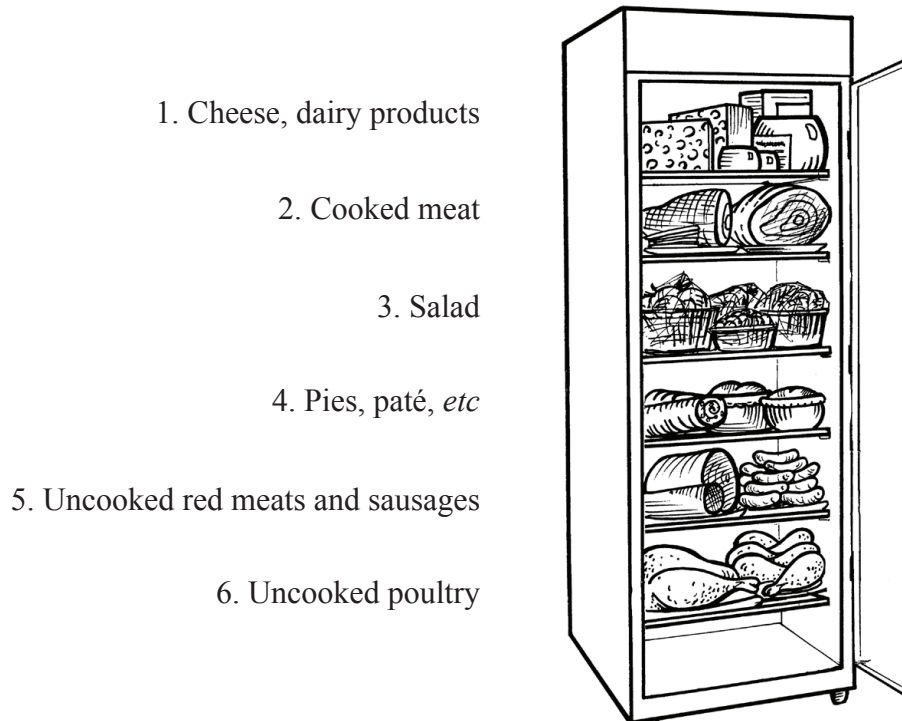 1. Cheese, dairy products
2. Cooked meat
3. Salad
4. Pies, paté, etc
5. Uncooked red meats and sausages
6. Uncooked poultry